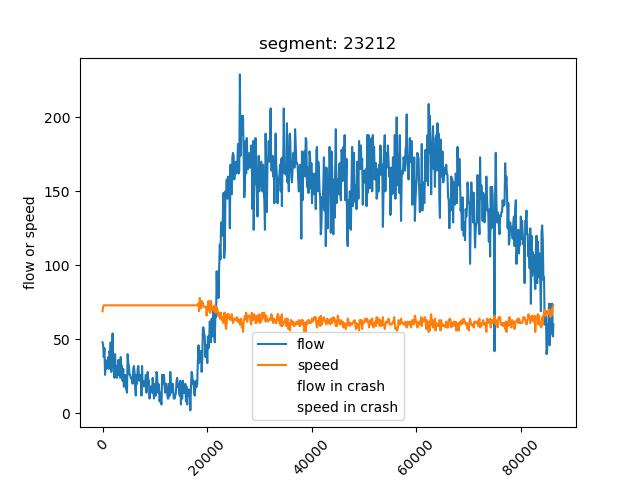 segment: 23212
flow or speed
200
150
100
50
0
flow
speed
flow in crash
speed in crash
0
20000
40000
60000
80000